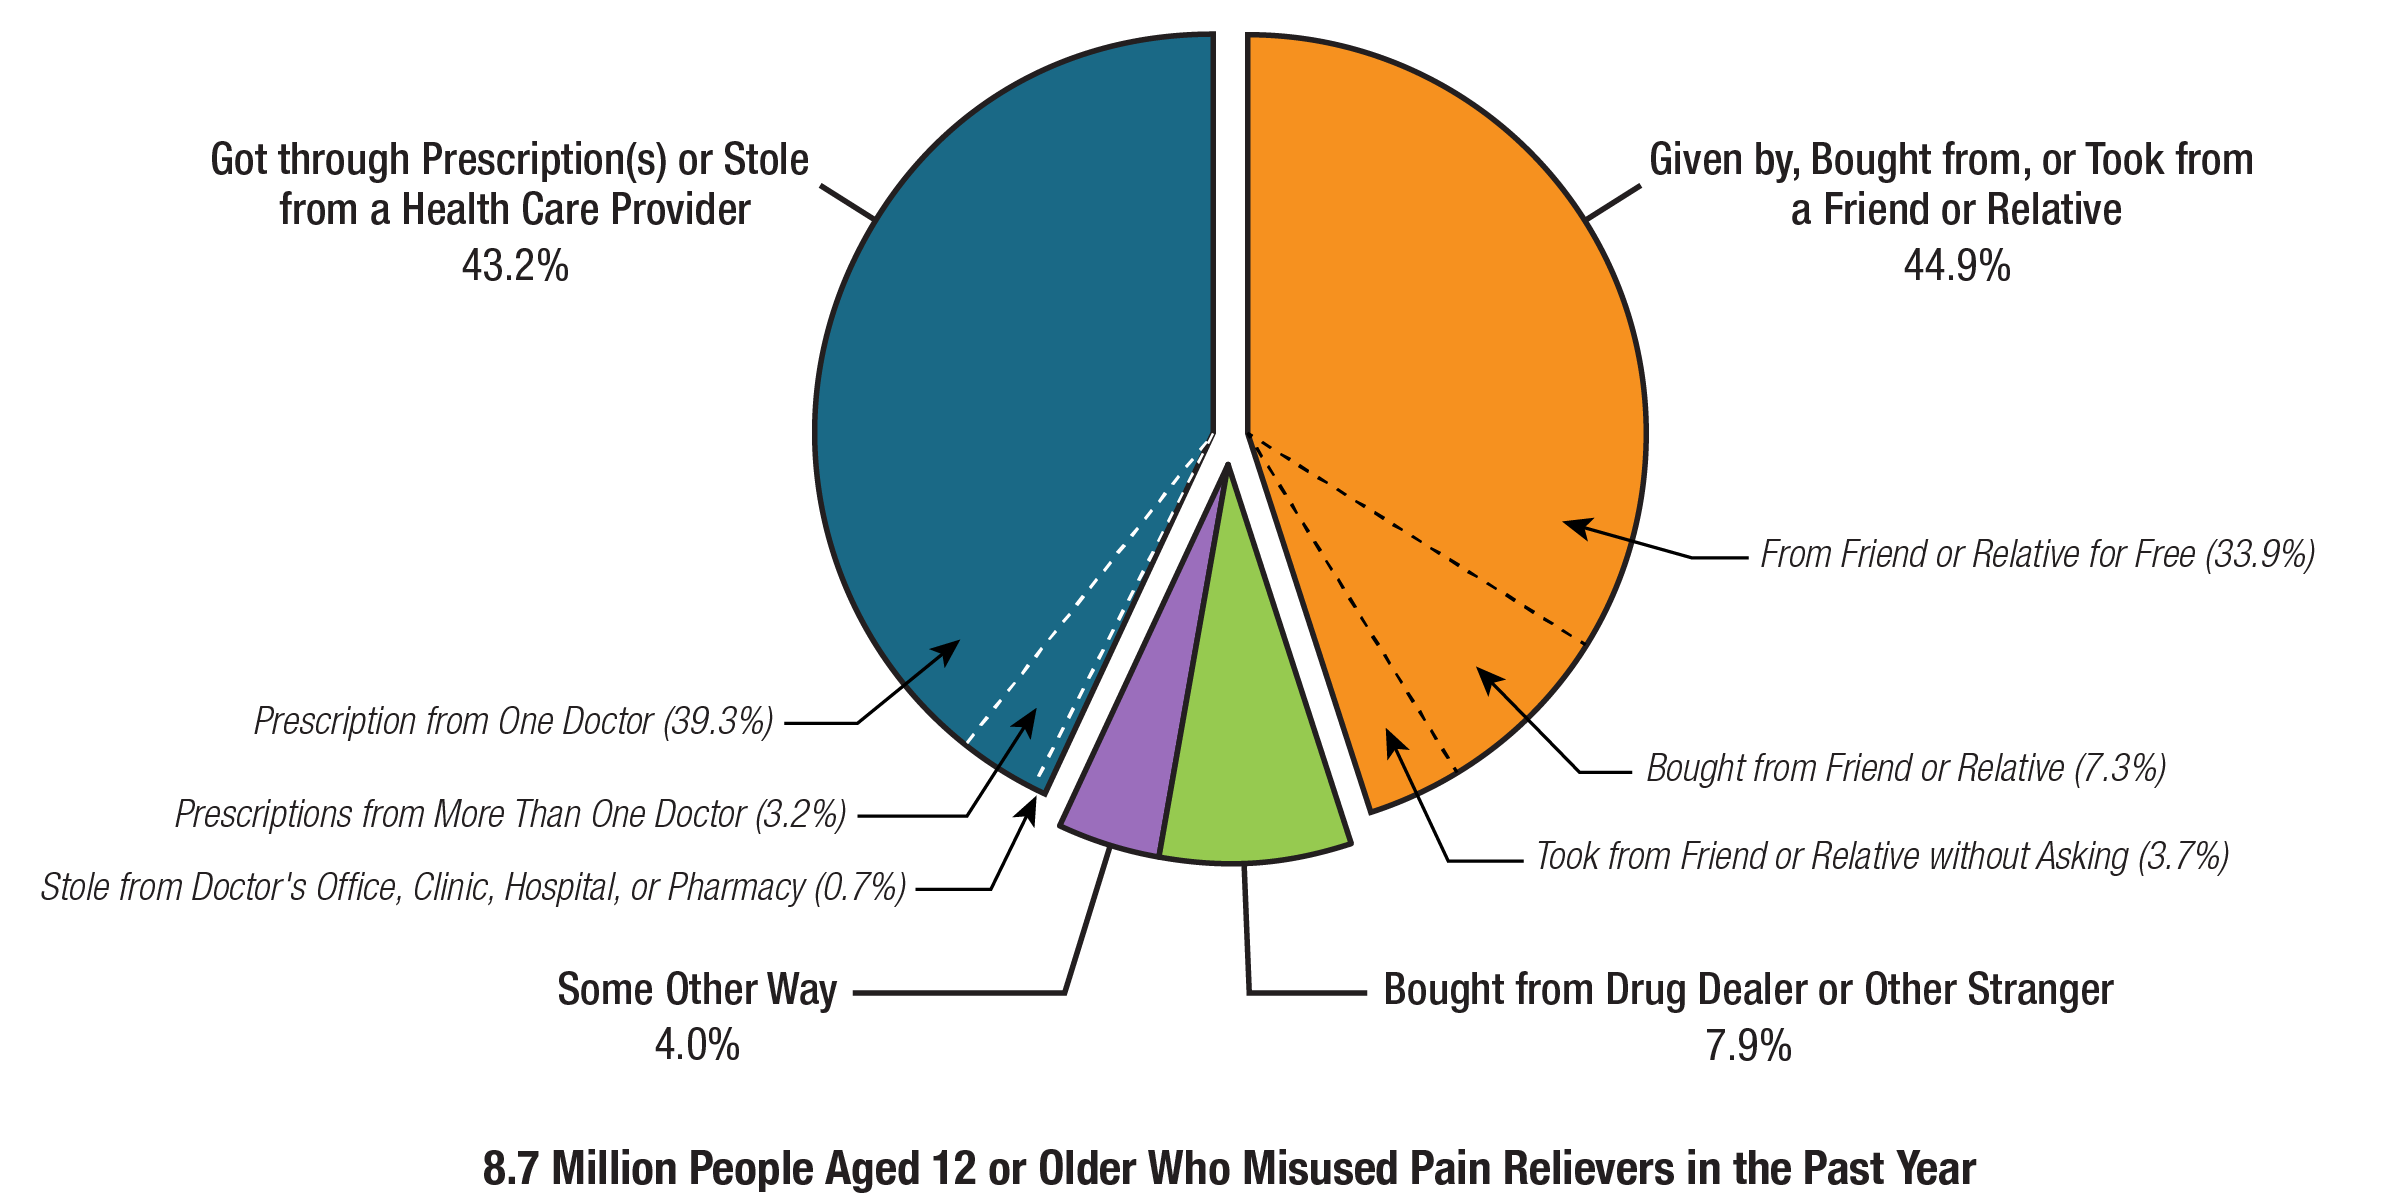 Got through Prescription(s) or Stole
from a Health Care Provider
43.2%
Given by, Bought from, or Took from
a Friend or Relative
44.9%
From Friend or Relative for Free (33.9%)
Prescription from One Doctor (39.3%)
Bought from Friend or Relative (7.3%)
Prescriptions from More Than One Doctor (3.2%)
Took from Friend or Relative without Asking (3.7%)
Stole from Doctor's Office, Clinic, Hospital, or Pharmacy (0.7%)
Some Other Way
4.0%
Bought from Drug Dealer or Other Stranger
7.9%
8.7 Million People Aged 12 or Older Who Misused Pain Relievers in the Past Year